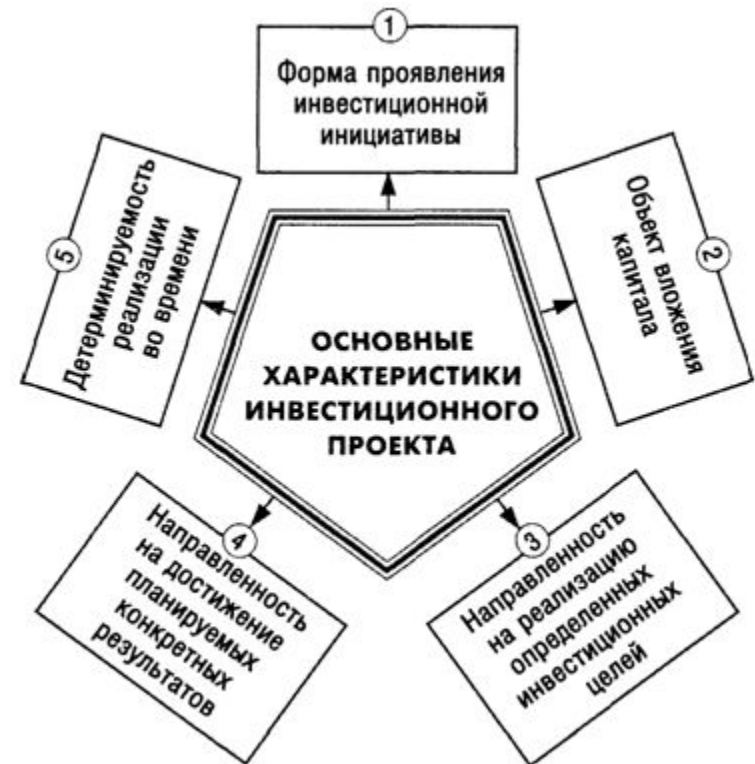 1
Форма проявления
инвестиционной
инициативы
2
Объект вложения
капитала
3
Направленность
на реализацию
определенных
инвестиционных
целей
4
Направленность
на достижение
планируемых
конкретных
результатов
5
Детерминируемость
реализации
во времени
ОСНОВНЫЕ
ХАРАКТЕРИСТИКИ
ИНВЕСТИЦИОННОГО
ПРОЕКТА